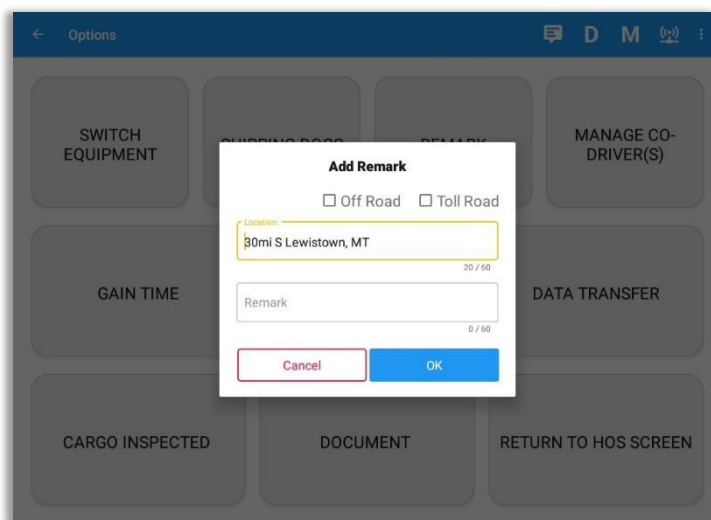 Options
D M
SWITCH
EQUIPMENT
MANAGE CO-
DRIVER(S)
Add Remark
Off Road
Toll Road
Location:
30mi S Lewistown, MT
20 / 60
GAIN TIME
Remark
DATA TRANSFER
0 / 60
Cancel
OK
CARGO INSPECTED
DOCUMENT
RETURN TO HOS SCREEN